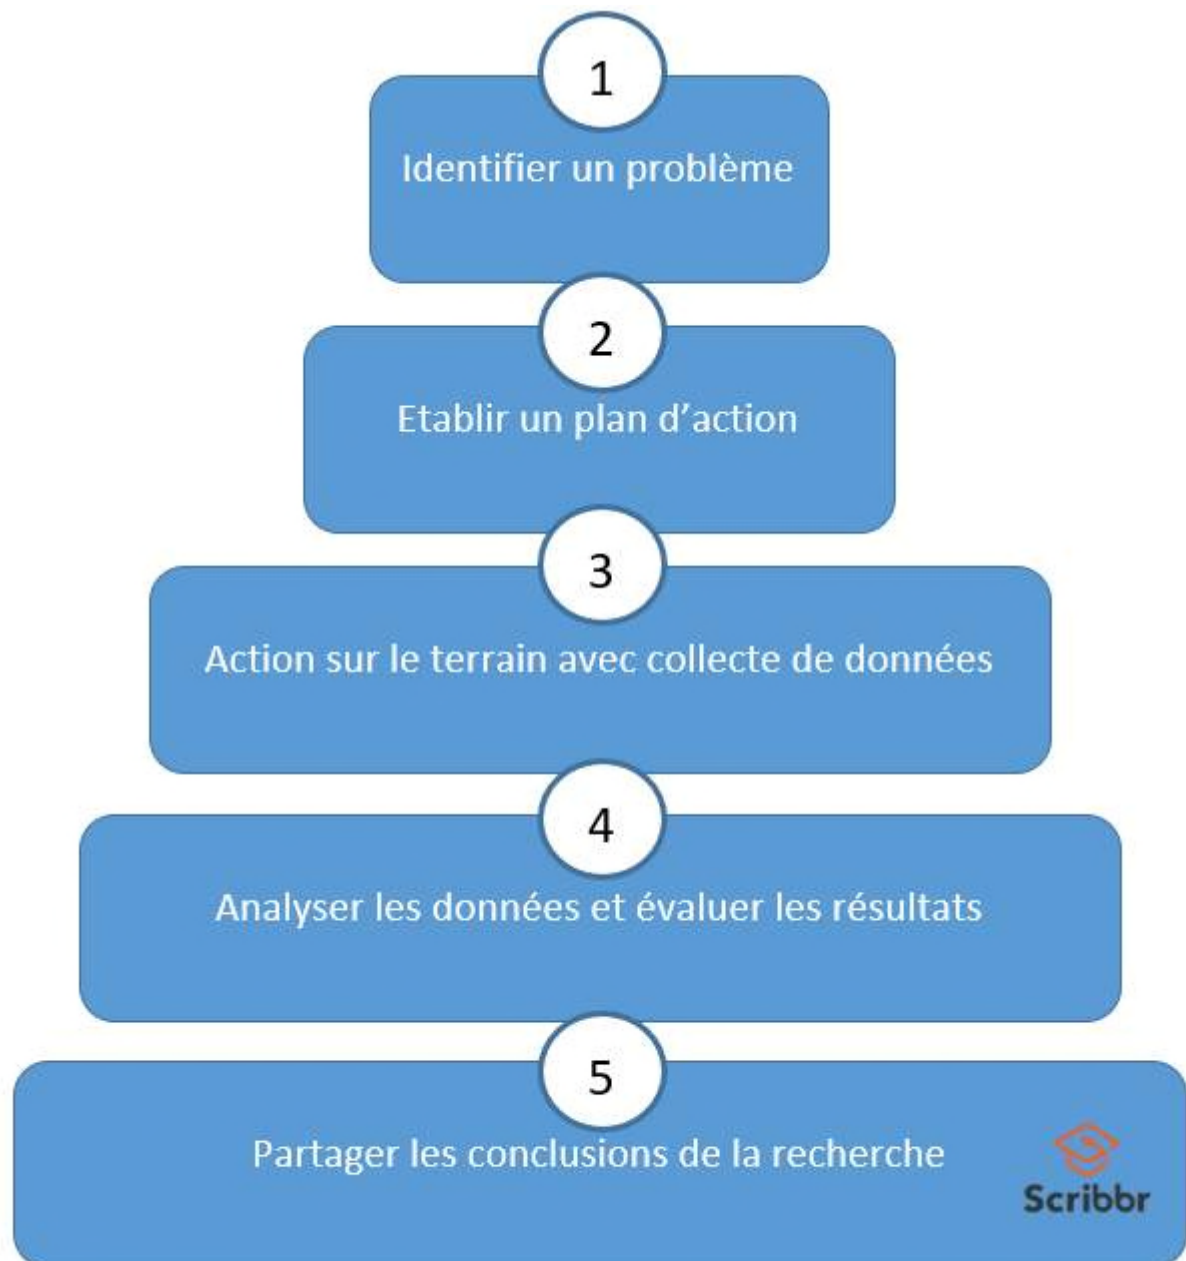 1
Identifier un problème
2
Etablir un plan d’action
3
Action sur le terrain avec collecte de données
4
Analyser les données et évaluer les résultats
5
Partager les conclusions de la recherche
Scribbr